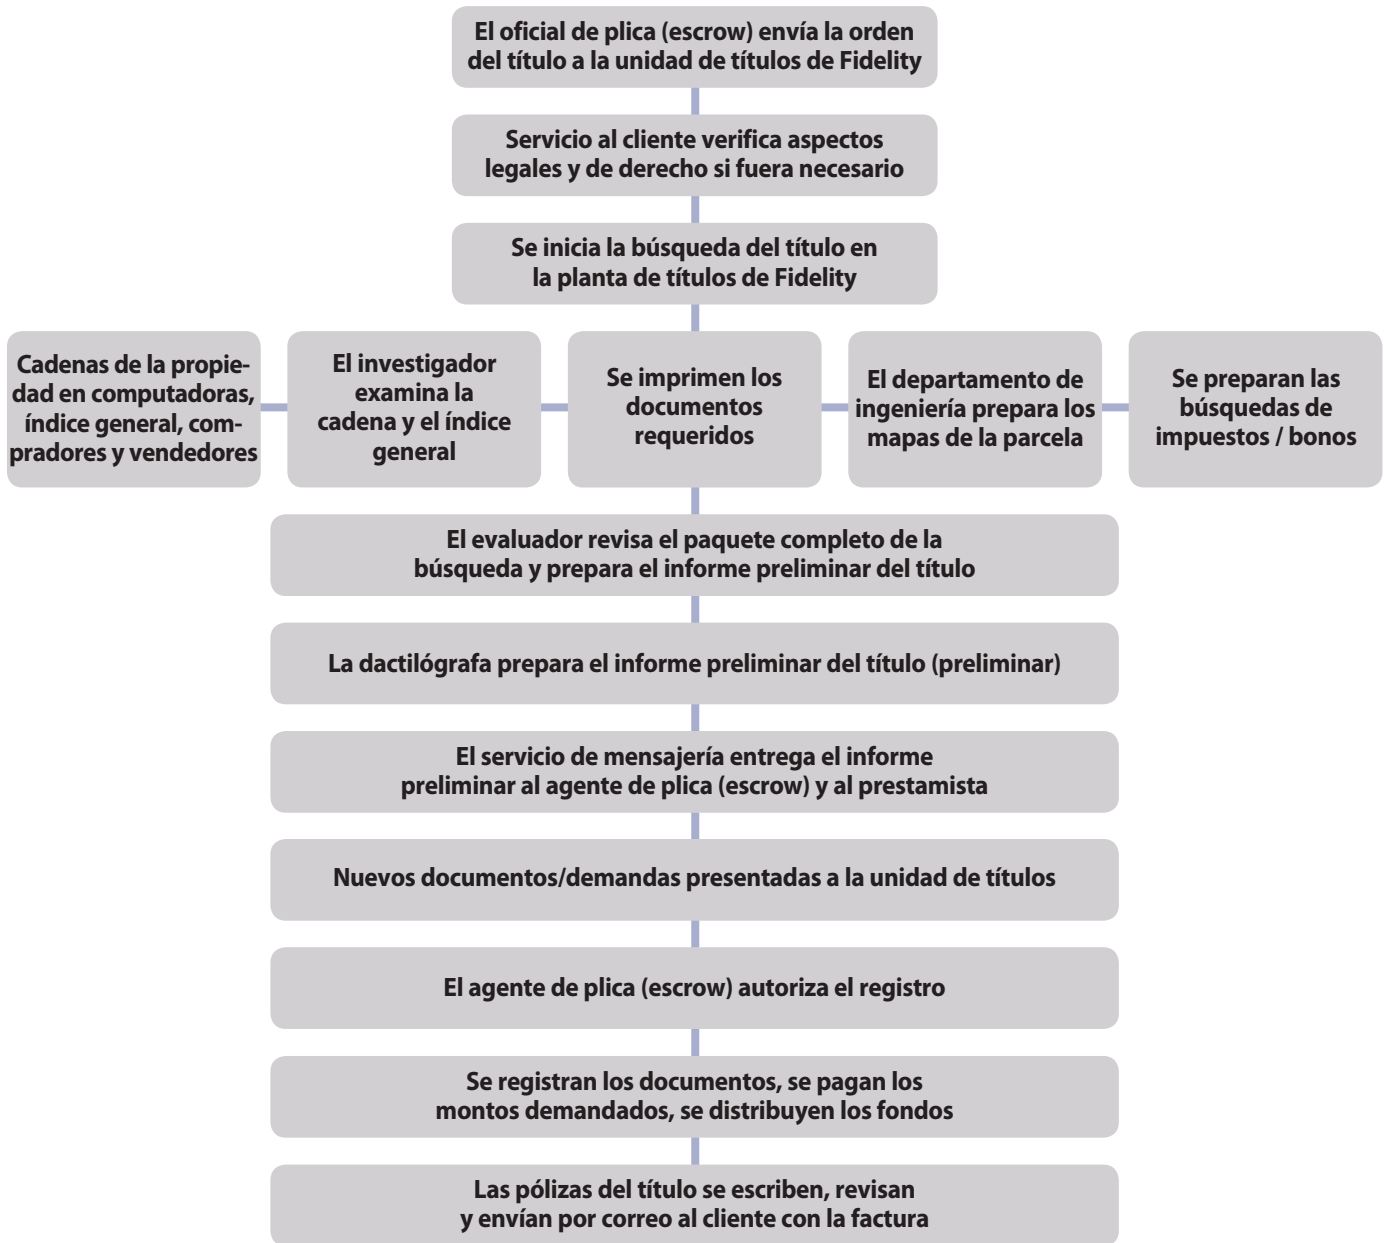 El oficial de plica (escrow) envía la orden
del título a la unidad de títulos de Fidelity
Servicio al cliente verifica aspectos
legales y de derecho si fuera necesario
Se inicia la búsqueda del título en
la planta de títulos de Fidelity
Cadenas de la propie-
dad en computadoras,
índice general, com-
pradores y vendedores
El investigador
examina la
cadena y el índice
general
Se imprimen los
documentos
requeridos
El departamento de
ingeniería prepara los
mapas de la parcela
Se preparan las
búsquedas de
impuestos / bonos
El evaluador revisa el paquete completo de la
búsqueda y prepara el informe preliminar del título
La dactilógrafa prepara el informe preliminar del título (preliminar)
El servicio de mensajería entrega el informe
preliminar al agente de plica (escrow) y al prestamista
Nuevos documentos/demandas presentadas a la unidad de títulos
El agente de plica (escrow) autoriza el registro
Se registran los documentos, se pagan los
montos demandados, se distribuyen los fondos
Las pólizas del título se escriben, revisan
y envían por correo al cliente con la factura